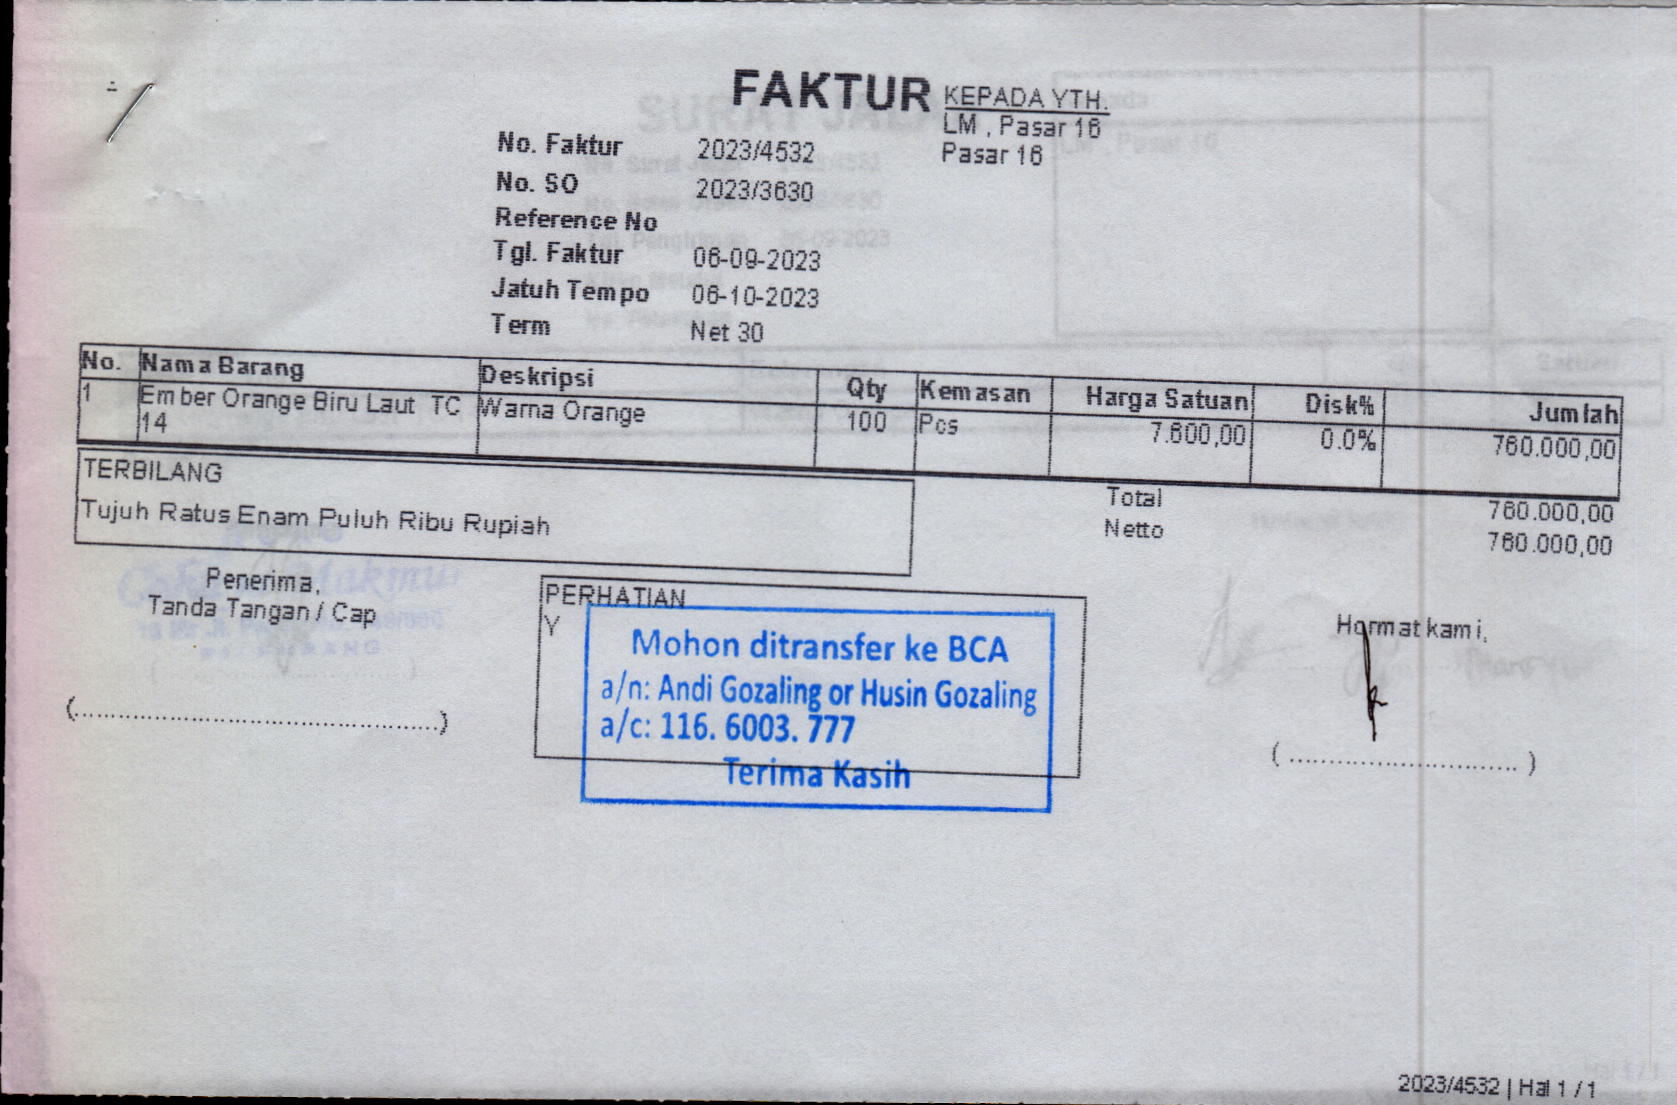 FAKTUR
KEPADA YTH.
LM , Pasar 16
Pasar 16
No. Faktur 2023/4532
No. SO 2023/3630
Reference No
Tgl. Faktur 06-09-2023
Jatuh Tempo 06-10-2023
Term Net 30
No. Nama Barang Deskripsi Qty Kemasan Harga Satuan Disk% Jumlah
1 Ember Orange Biru Laut TC Warna Orange 100 Pcs 7.600,00 0.0% 760.000,00
14
TERBILANG
Tujuh Ratus Enam Puluh Ribu Rupiah
Total 760.000,00
Netto 760.000,00
Penerima,
Tanda Tangan / Cap
(..............................................)
PERHATIAN
Y
Mohon ditransfer ke BCA
a/n: Andi Gozaling or Husin Gozaling
a/c: 116. 6003. 777
Terima Kasih
Hormat kami,
( ............................. )
2023/4532 | Hal 1 / 1